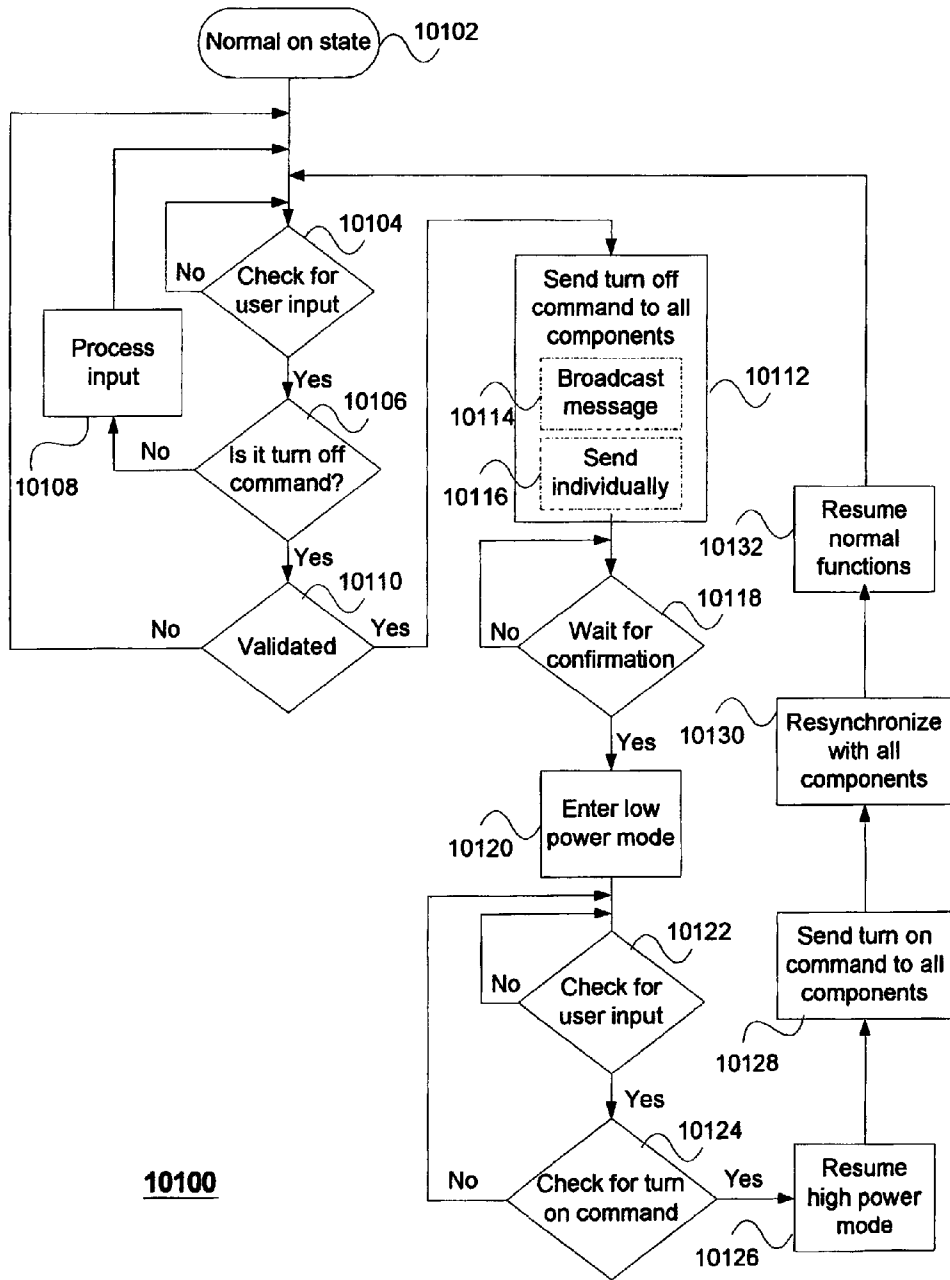 Normal on state
10102
10104
No
Check for
user input
Yes
Process
input
10108
10106
No
Is it turn off
command?
Yes
10110
No
Validated
Yes
Send turn off
command to all
components
10112
10114
Broadcast
message
10116
Send
individually
10118
No
Wait for
confirmation
Yes
10120
Enter low
power mode
10122
No
Check for
user input
Yes
10124
No
Check for turn
on command
Yes
Resume
high power
mode
10126
Send turn on
command to all
components
10128
Resynchronize
with all
components
10130
Resume
normal
functions
10132
10100